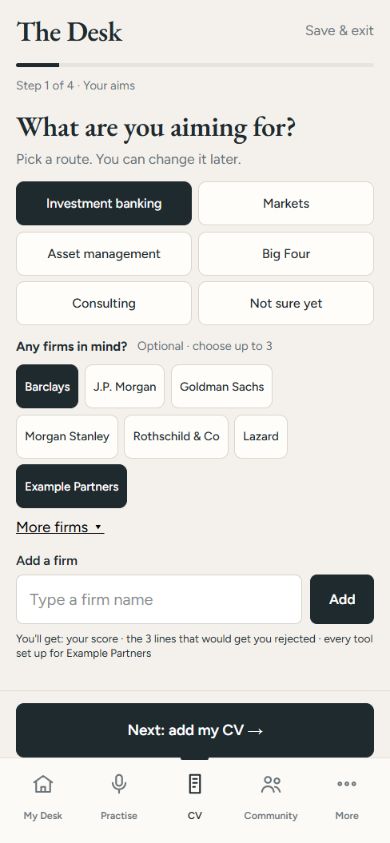 The Desk
Save & exit
Step 1 of 4 · Your aims
What are you aiming for?
Pick a route. You can change it later.
Investment banking
Markets
Asset management
Big Four
Consulting
Not sure yet
Any firms in mind? Optional · choose up to 3
Barclays
J.P. Morgan
Goldman Sachs
Morgan Stanley
Rothschild & Co
Lazard
Example Partners
More firms ▾
Add a firm
Type a firm name
Add
You'll get: your score · the 3 lines that would get you rejected · every tool
set up for Example Partners
Next: add my CV →
My Desk
Practise
CV
Community
More